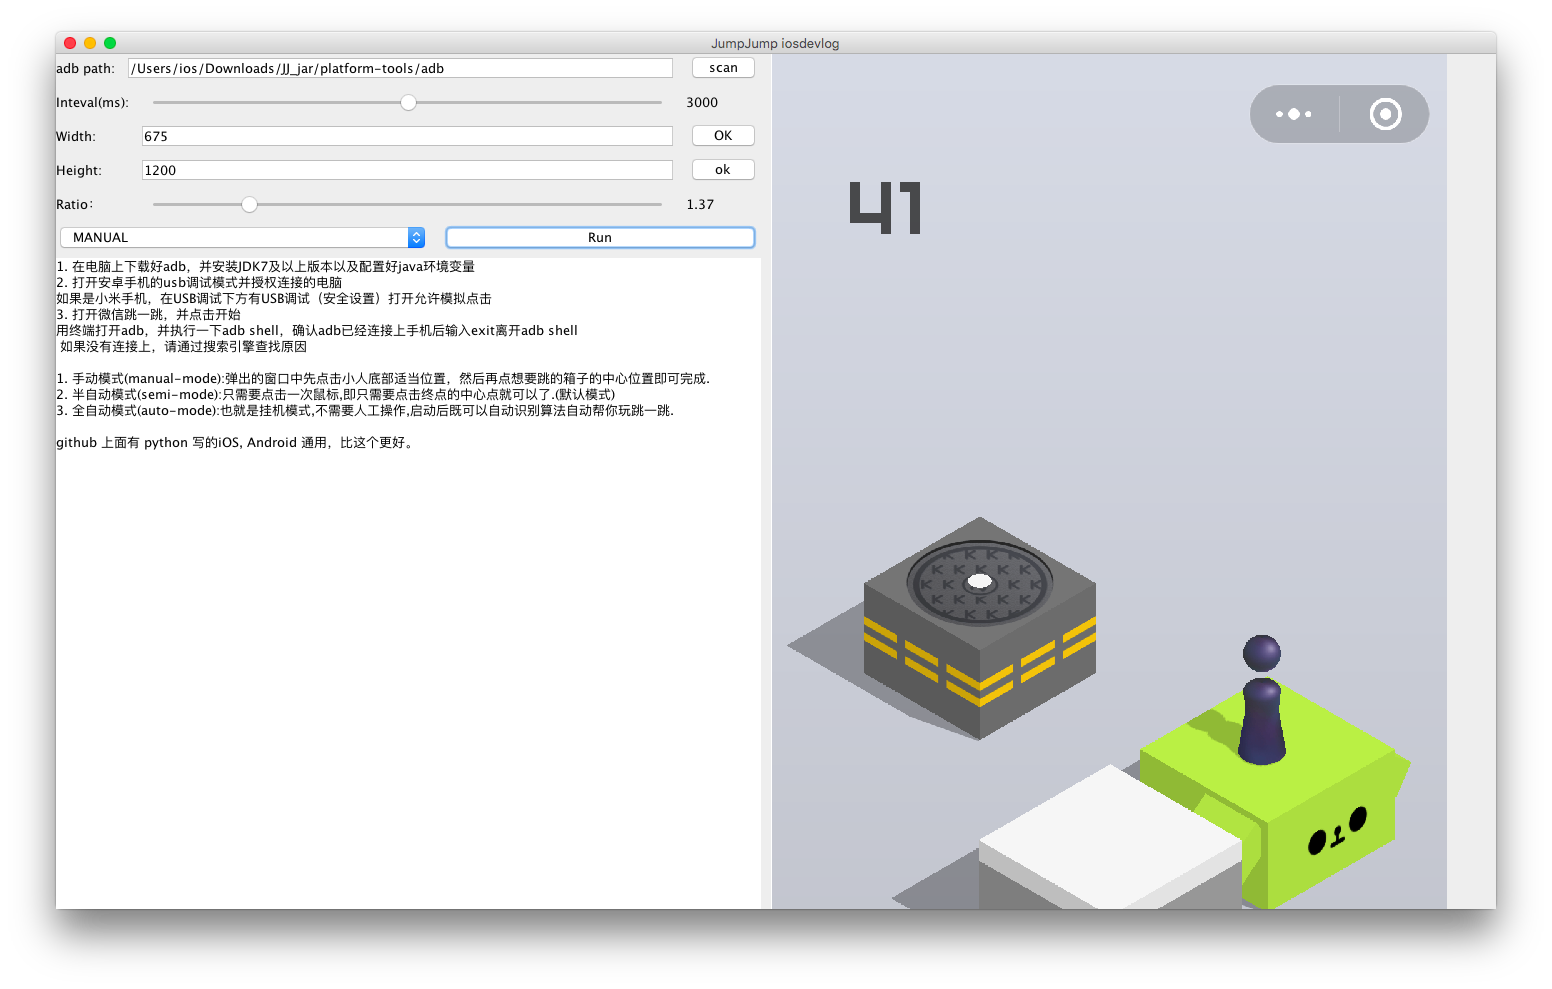 JumpJump iosdevlog
adb path: /Users/ios/Downloads/JJ_jar/platform-tools/adb scan
Inteval(ms): 3000
Width: 675 OK
Height: 1200 ok
Ratio: 1.37
MANUAL Run
1. 在电脑上下载好adb，并安装JDK7及以上版本以及配置好java环境变量
2. 打开安卓手机的usb调试模式并授权连接的电脑
如果是小米手机，在USB调试下方有USB调试（安全设置）打开允许模拟点击
3. 打开微信跳一跳，并点击开始
用终端打开adb，并执行一下adb shell，确认adb已经连接上手机后输入exit离开adb shell
如果没有连接上，请通过搜索引擎查找原因
1. 手动模式(manual-mode):弹出的窗口中先点击小人底部适当位置，然后再点想要跳的箱子的中心位置即可完成.
2. 半自动模式(semi-mode):只需要点击一次鼠标,即只需要点击终点的中心点就可以了.(默认模式)
3. 全自动模式(auto-mode):也就是挂机模式,不需要人工操作,启动后既可以自动识别算法自动帮你玩跳一跳.
github 上面有 python 写的iOS, Android 通用，比这个更好。
41